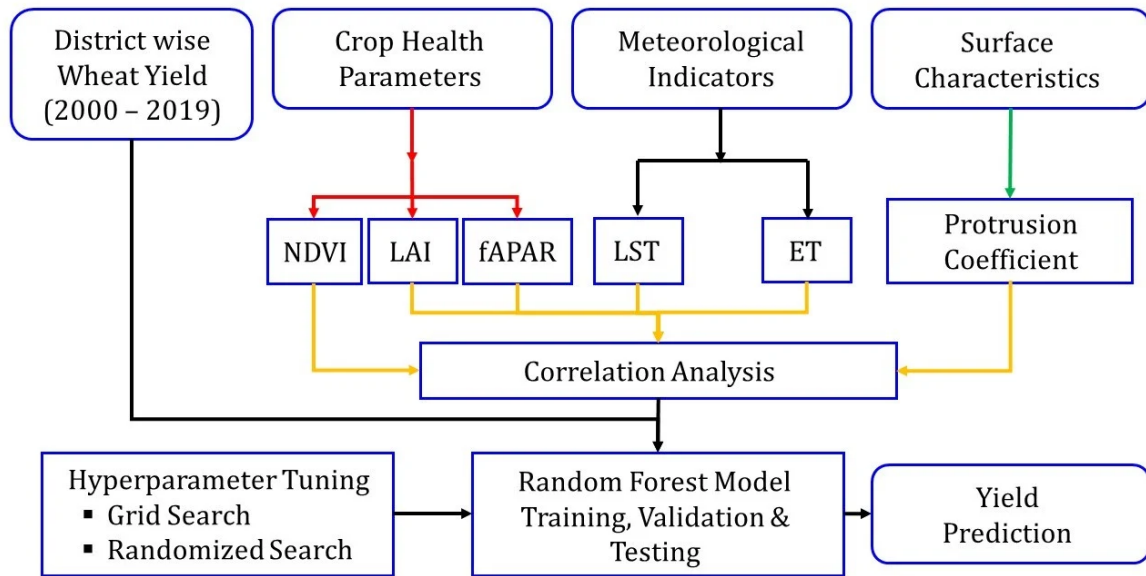 District wise
Wheat Yield
(2000 – 2019)
Crop Health
Parameters
Meteorological
Indicators
Surface
Characteristics
NDVI
LAI
fAPAR
LST
ET
Protrusion
Coefficient
Correlation Analysis
Hyperparameter Tuning
▪ Grid Search
▪ Randomized Search
Random Forest Model
Training, Validation &
Testing
Yield
Prediction